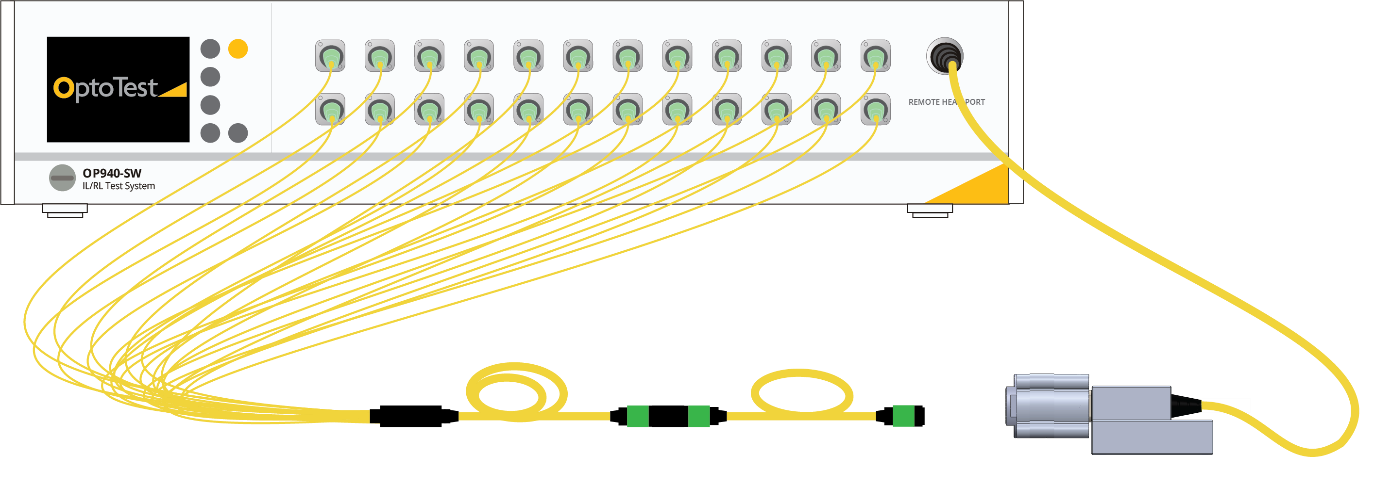 OptoTest
REMOTE HEAD PORT
OP940-SW
IL/RL Test System